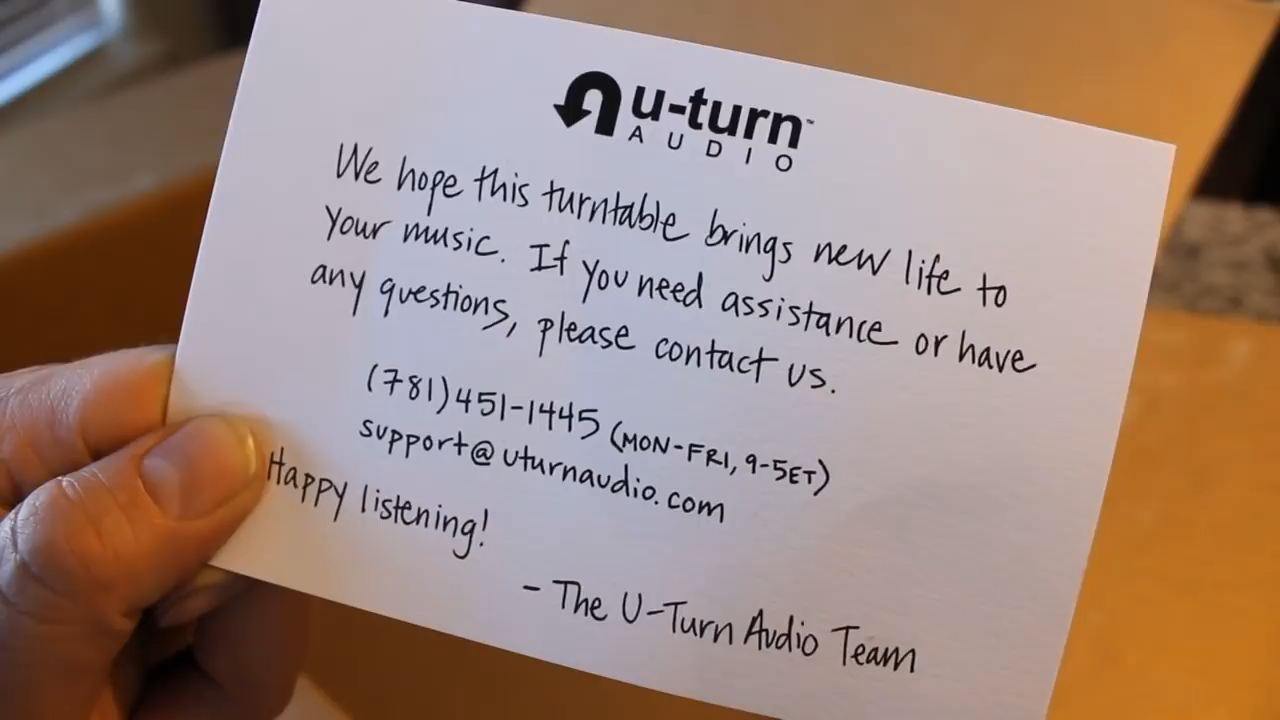 u-turn™
AUDIO
We hope this turntable brings new life to
your music. If you need assistance or have
any questions, please contact us.
(781)451-1445 (MON-FRI, 9-5ET)
support@uturnaudio.com
Happy listening!
- The U-Turn Audio Team